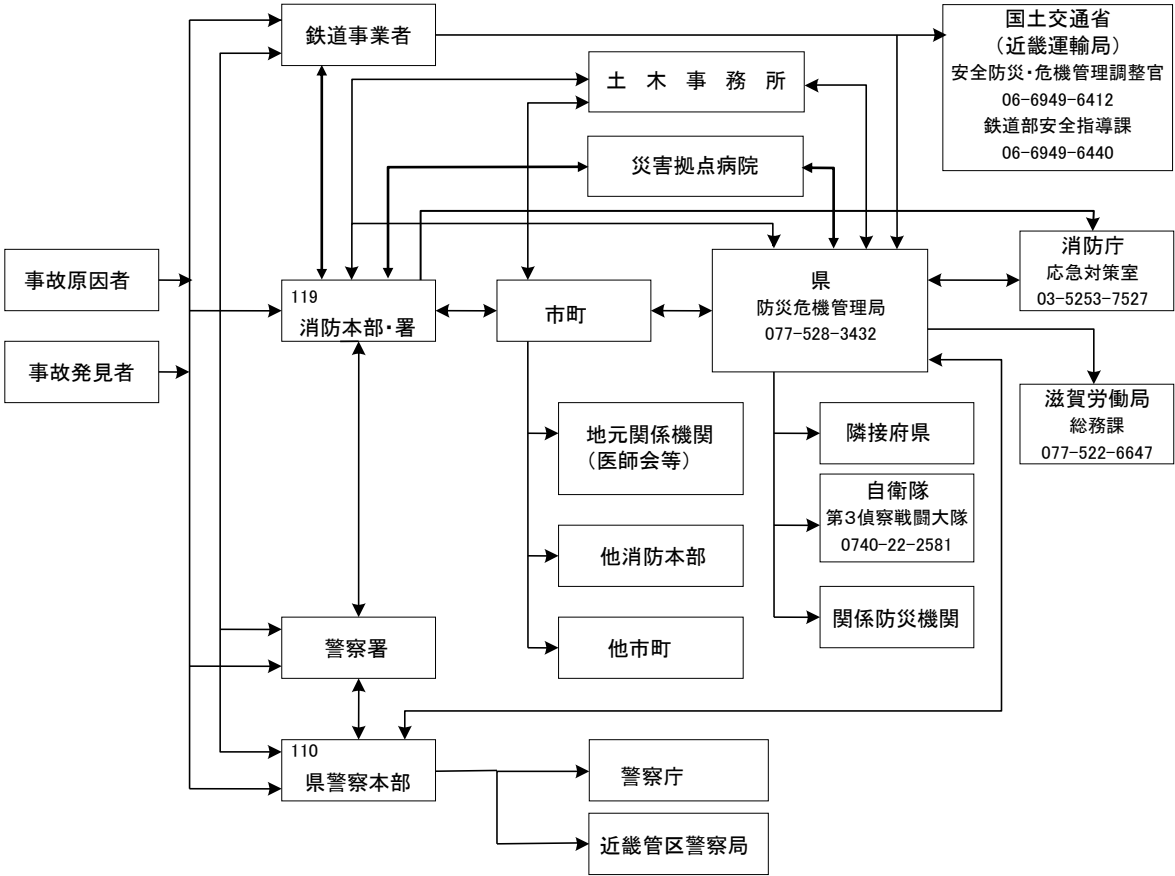 鉄道事業者
国土交通省
（近畿運輸局）
安全防災・危機管理調整官
06-6949-6412
鉄道部安全指導課
06-6949-6440
土 木 事 務 所
災害拠点病院
事故原因者
事故発見者
119
消防本部・署
市町
県
防災危機管理局
077-528-3432
消防庁
応急対策室
03-5253-7527
滋賀労働局
総務課
077-522-6647
地元関係機関
（医師会等）
隣接府県
自衛隊
第3偵察戦闘大隊
0740-22-2581
他消防本部
関係防災機関
警察署
他市町
110
県警察本部
警察庁
近畿管区警察局